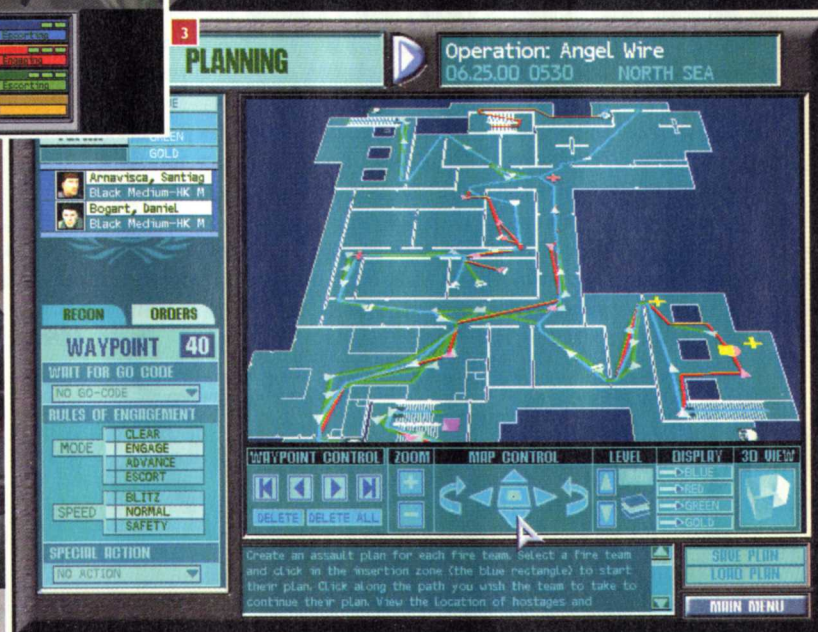 Escorting
Engaging
Escorting
3
PLANNING
Operation: Angel Wire
06.25.00 0530 NORTH SEA
GREEN
GOLD
Arnavisca, Santiag
Black Medium-HK M
Bogart, Daniel
Black Medium-HK M
RECON ORDERS
WAYPOINT 40
WAIT FOR GO CODE
NO GO-CODE
RULES OF ENGAGEMENT
MODE
CLEAR
ENGAGE
ADVANCE
ESCORT
SPEED
BLITZ
NORMAL
SAFETY
SPECIAL ACTION
NO ACTION
WAYPOINT CONTROL ZOOM MAP CONTROL LEVEL DISPLAY 3D VIEW
BLUE
RED
GREEN
GOLD
DELETE DELETE ALL
Create an assault plan for each fire team. Select a fire team
and click in the insertion zone (the blue rectangle) to start
their plan. Click along the path you wish the team to take to
continue their plan. View the location of hostages and
SAVE PLAN
LOAD PLAN
MAIN MENU